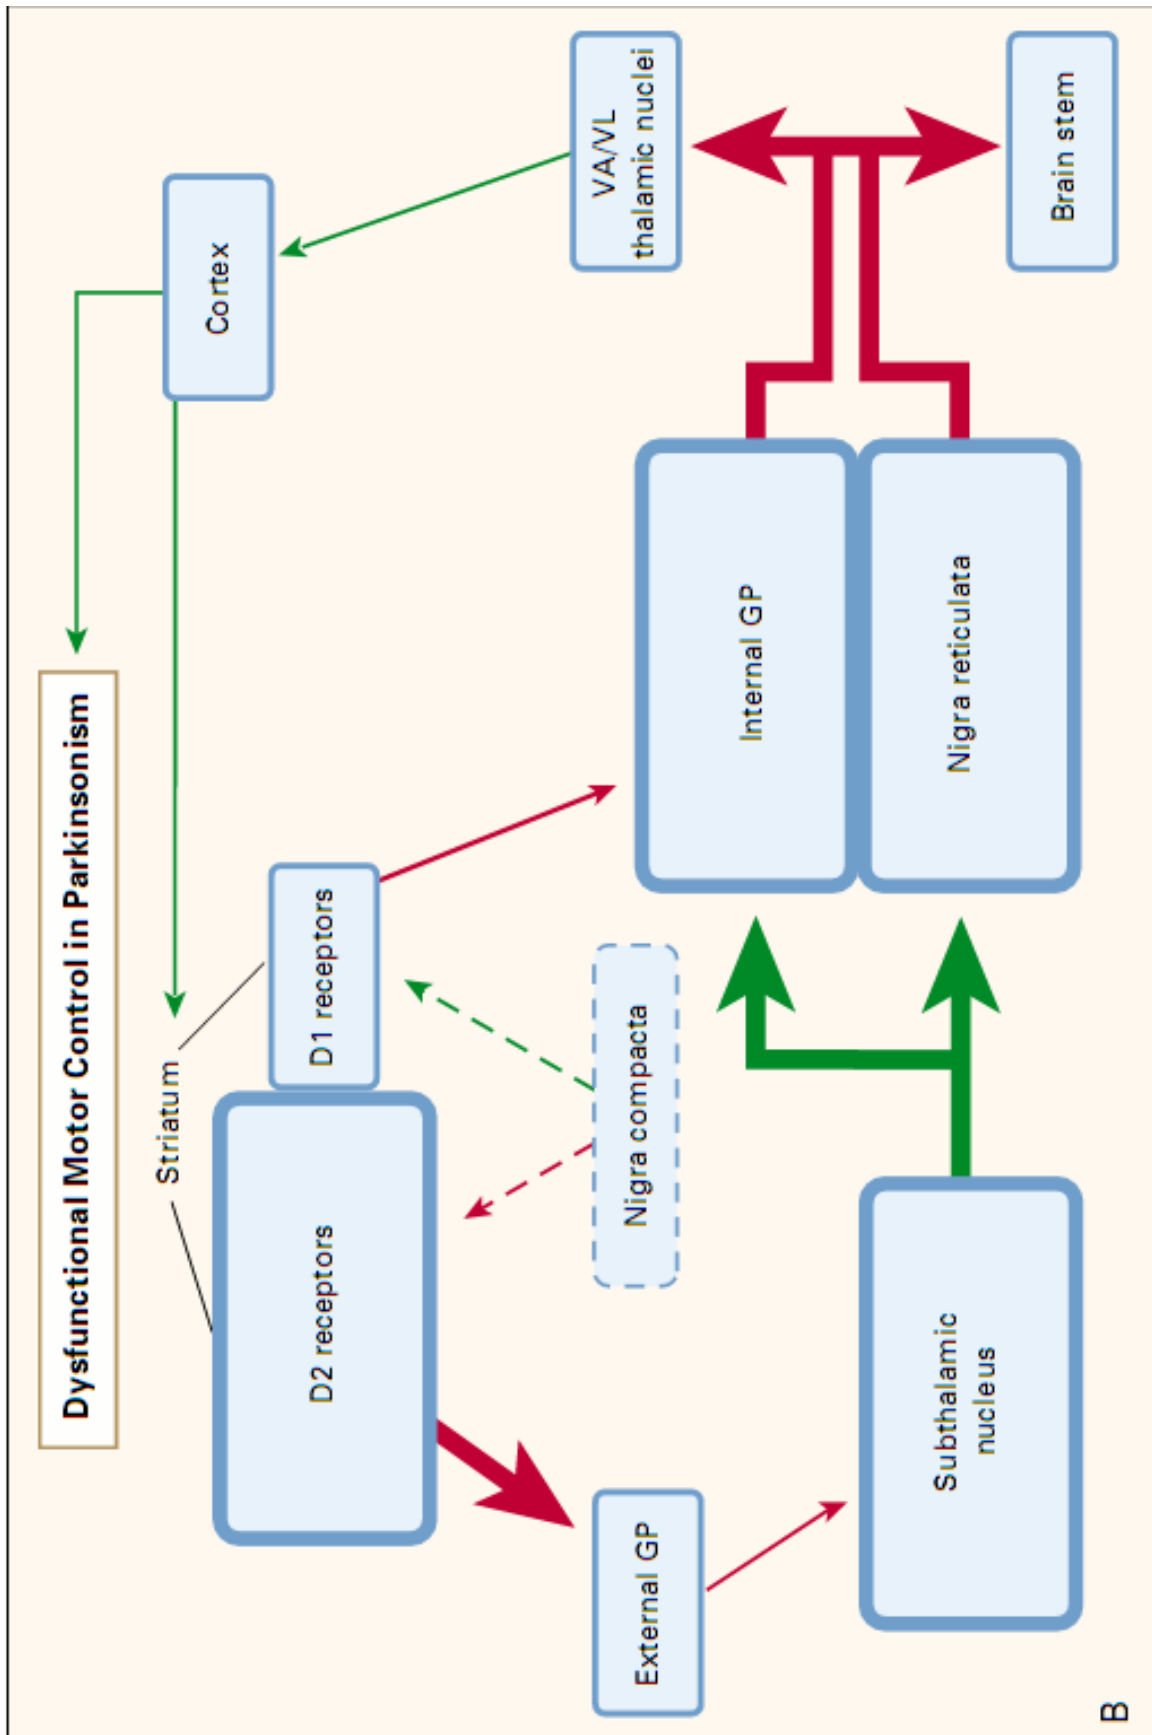 Dysfunctional Motor Control in Parkinsonism
Striatum
Cortex
D2 receptors
D1 receptors
External GP
Nigra compacta
VA/VL
thalamic nuclei
Internal GP
Subthalamic
nucleus
Nigra reticulata
Brain stem
B